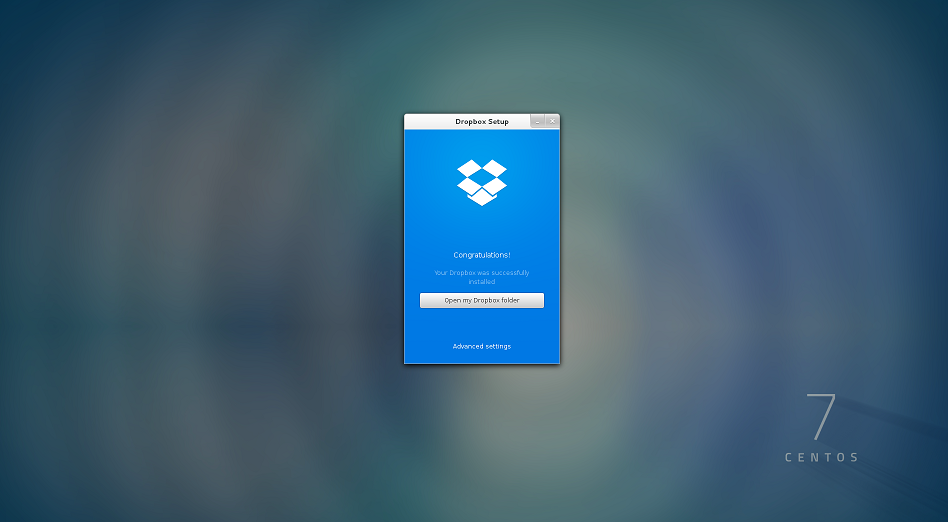 Dropbox Setup
Congratulations!
Your Dropbox was successfully
installed
Open my Dropbox folder
Advanced settings
7
CENTOS